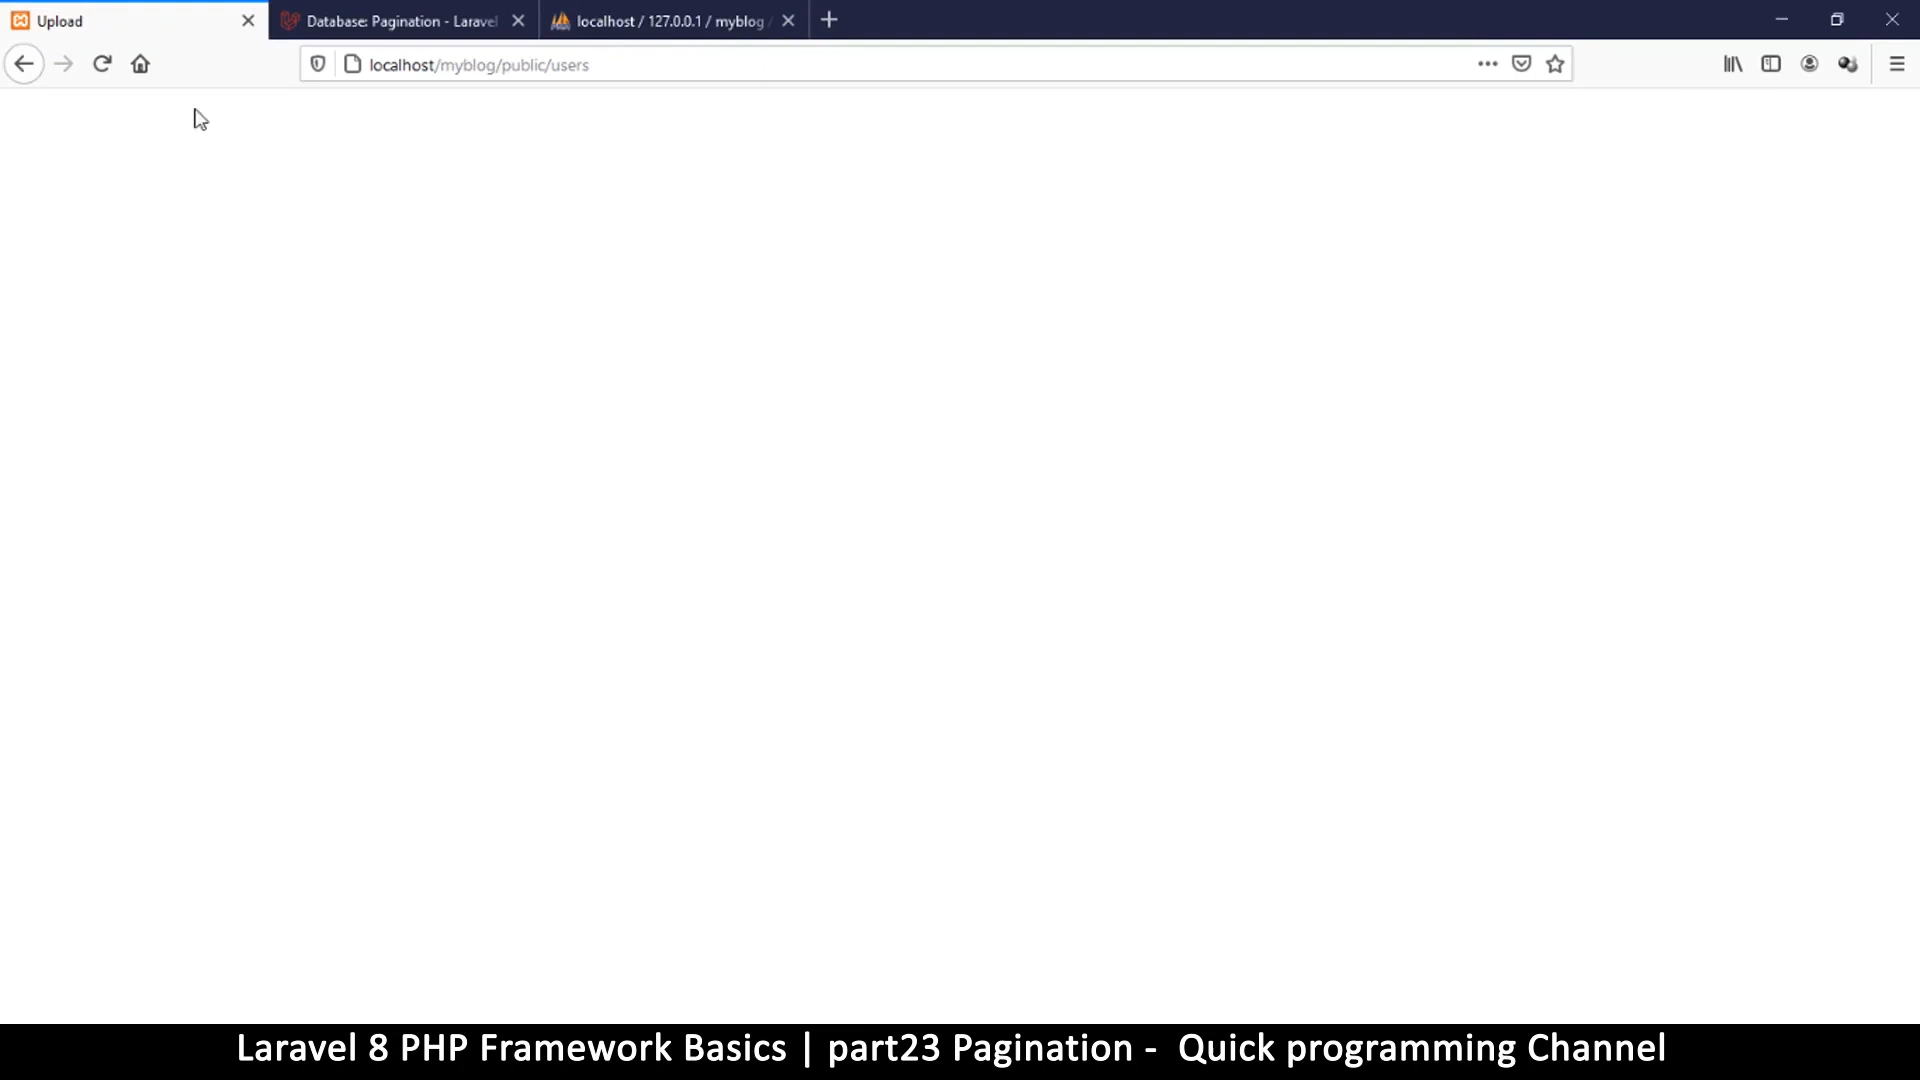 Upload
Database: Pagination - Laravel
localhost / 127.0.0.1 / myblog /
localhost/myblog/public/users
Laravel 8 PHP Framework Basics | part23 Pagination - Quick programming Channel